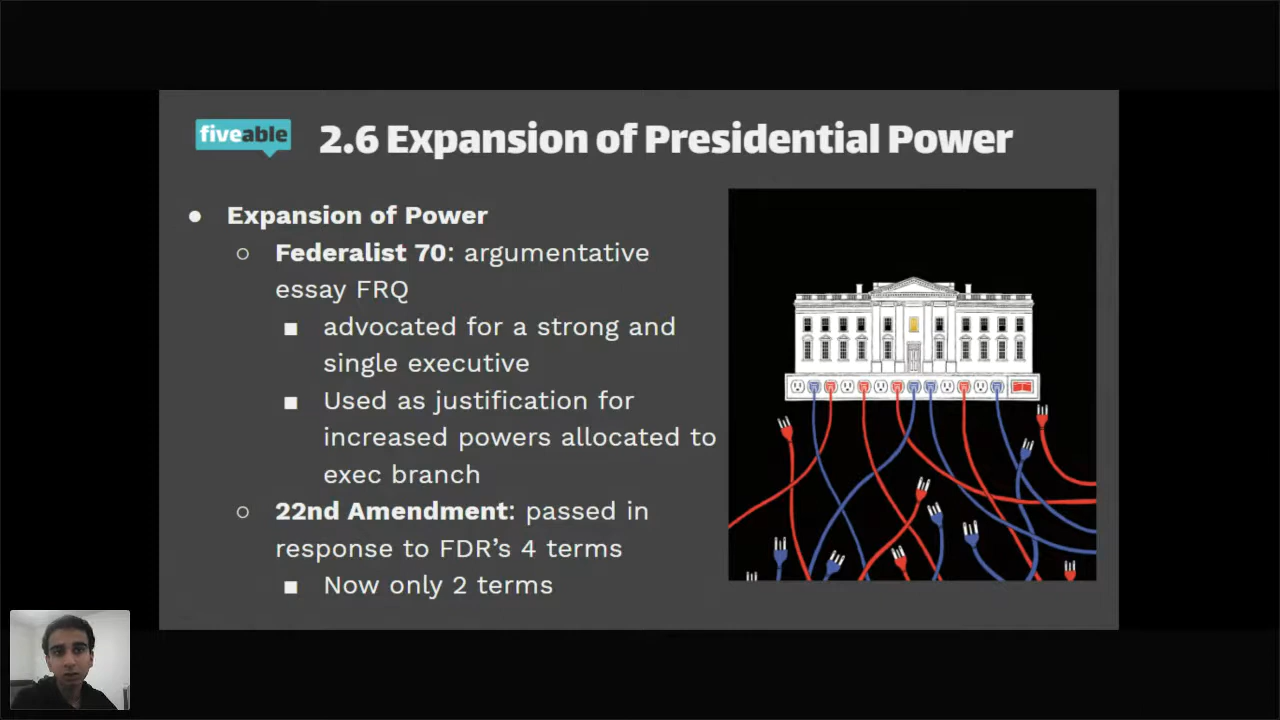 fiveable
2.6 Expansion of Presidential Power
● Expansion of Power
○ Federalist 70: argumentative
essay FRQ
■ advocated for a strong and
single executive
■ Used as justification for
increased powers allocated to
exec branch
○ 22nd Amendment: passed in
response to FDR’s 4 terms
■ Now only 2 terms